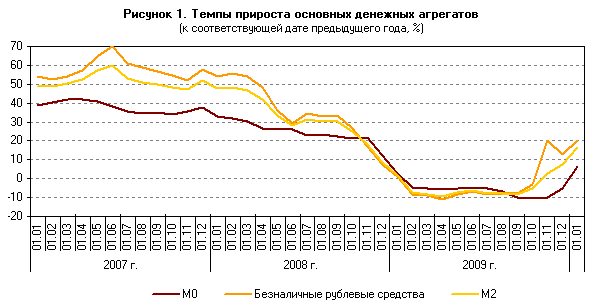 Рисунок 1. Темпы прироста основных денежных агрегатов
(к соответствующей дате предыдущего года, %)
70
60
50
40
30
20
10
0
-10
-20
01.01 01.02 01.03 01.04 01.05 01.06 01.07 01.08 01.09 01.10 01.11 01.12 01.01 01.02 01.03 01.04 01.05 01.06 01.07 01.08 01.09 01.10 01.11 01.12 01.01 01.02 01.03 01.04 01.05 01.06 01.07 01.08 01.09 01.10 01.11 01.12 01.01
2007 г. 2008 г. 2009 г.
М0 Безналичные рублевые средства М2